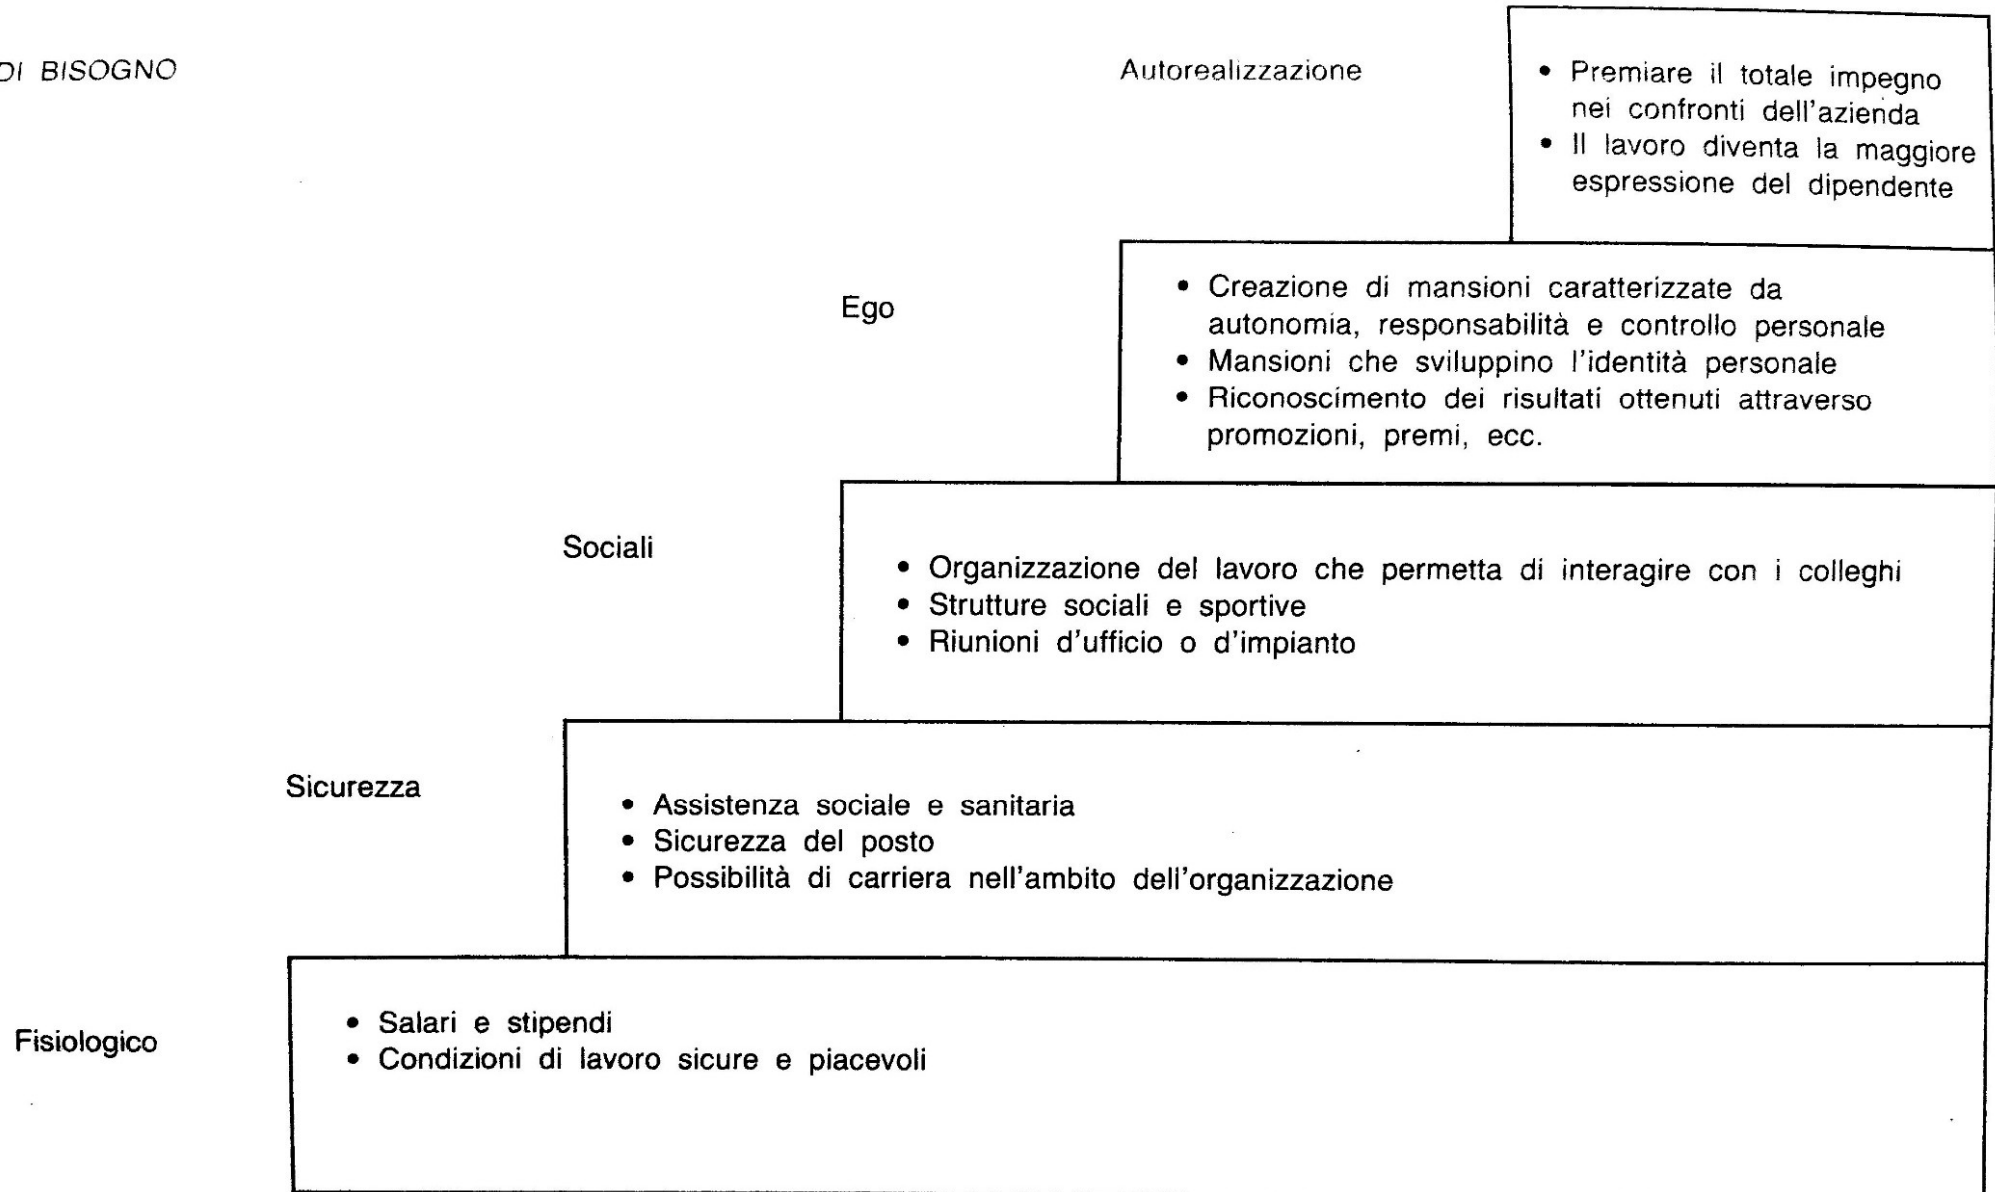 DI BISOGNO
Autorealizzazione
• Premiare il totale impegno
nei confronti dell'azienda
• Il lavoro diventa la maggiore
espressione del dipendente
Ego
• Creazione di mansioni caratterizzate da
autonomia, responsabilità e controllo personale
• Mansioni che sviluppino l'identità personale
• Riconoscimento dei risultati ottenuti attraverso
promozioni, premi, ecc.
Sociali
• Organizzazione del lavoro che permetta di interagire con i colleghi
• Strutture sociali e sportive
• Riunioni d'ufficio o d'impianto
Sicurezza
• Assistenza sociale e sanitaria
• Sicurezza del posto
• Possibilità di carriera nell'ambito dell'organizzazione
Fisiologico
• Salari e stipendi
• Condizioni di lavoro sicure e piacevoli